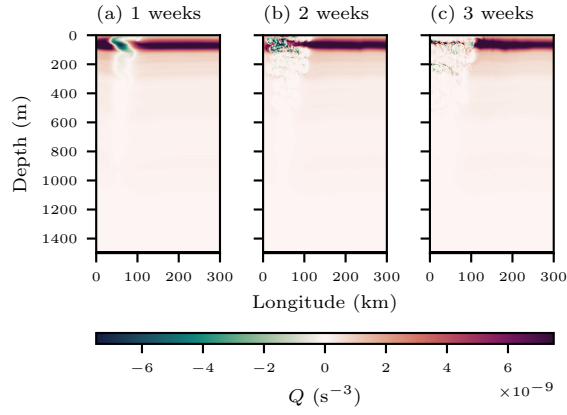 (a) 1 weeks (b) 2 weeks (c) 3 weeks
0
200
400
600
800
1000
1200
1400
Depth (m)
0 100 200 300 0 100 200 300 0 100 200 300
Longitude (km)
−6 −4 −2 0 2 4 6
×10⁻⁹
Q (s⁻³)